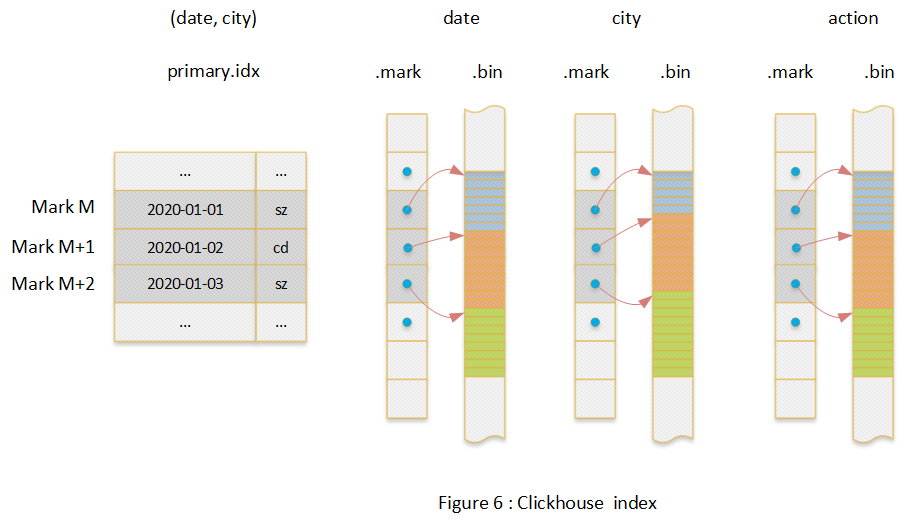 (date, city) date city action
primary.idx .mark .bin .mark .bin .mark .bin
... ...
Mark M 2020-01-01 sz
Mark M+1 2020-01-02 cd
Mark M+2 2020-01-03 sz
... ...
Figure 6 : Clickhouse index